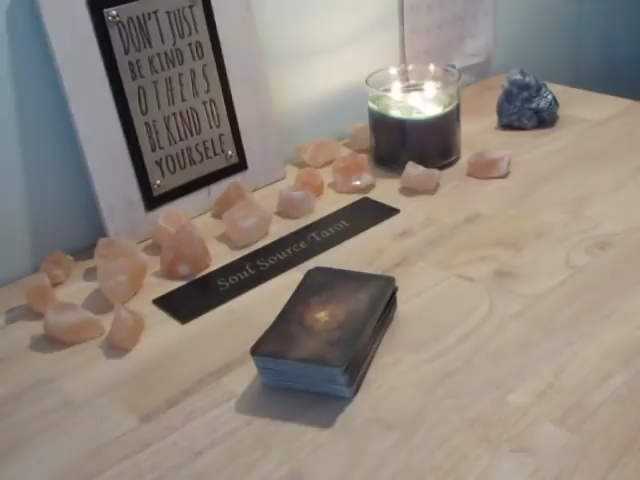 DON'T JUST
BE KIND TO
OTHERS
BE KIND TO
YOURSELF
Soul Source Tarot